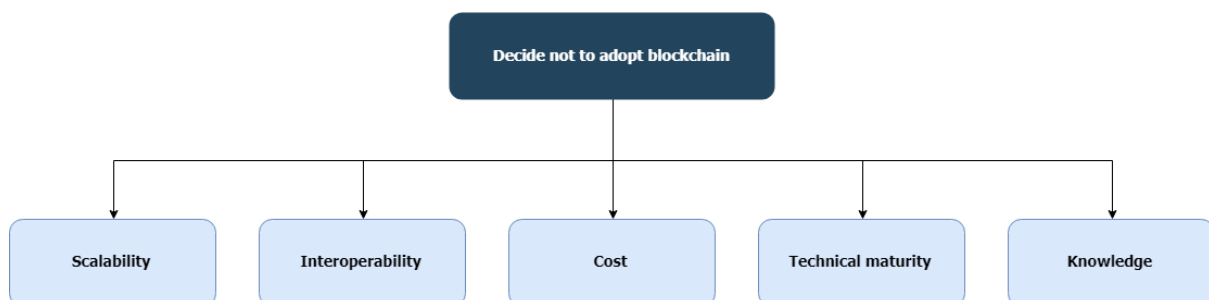 Decide not to adopt blockchain
Scalability
Interoperability
Cost
Technical maturity
Knowledge